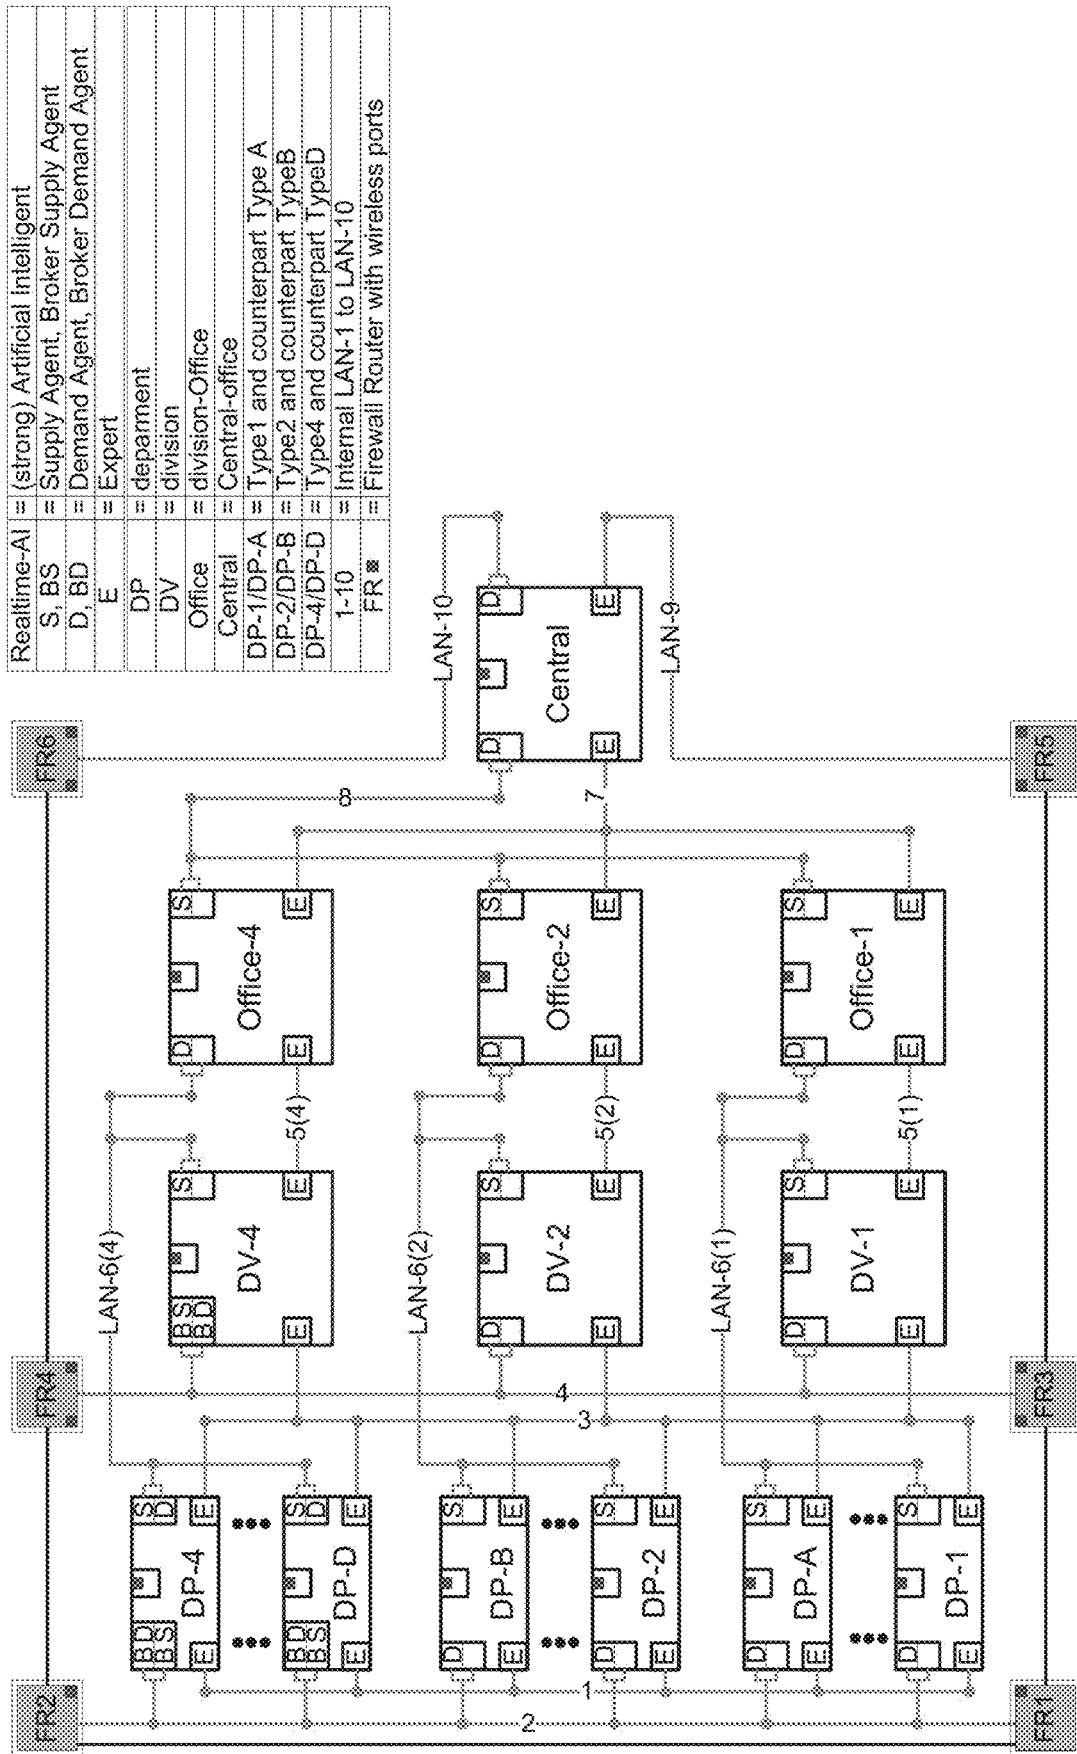 FR2
FR4
FR6
Realtime-AI = (strong) Artificial Intelligent
S, BS = Supply Agent, Broker Supply Agent
D, BD = Demand Agent, Broker Demand Agent
E = Expert
DP = deparment
DV = division
Office = division-Office
Central = Central-office
DP-1/DP-A = Type1 and counterpart Type A
DP-2/DP-B = Type2 and counterpart TypeB
DP-4/DP-D = Type4 and counterpart TypeD
1-10 = Internal LAN-1 to LAN-10
FR = Firewall Router with wireless ports
LAN-6(4)
BD
BS
S
D
DP-4
E
E
BD
BS
S
D
DP-D
E
E
BS
BD
S
DV-4
E
E
5(4)
D
S
Office-4
E
E
8
LAN-6(2)
D
S
DP-B
E
E
D
S
DP-2
E
E
2
1
3
4
D
S
DV-2
E
E
5(2)
D
S
Office-2
E
E
7
LAN-10
D
D
Central
E
E
LAN-9
LAN-6(1)
D
S
DP-A
E
E
D
S
DP-1
E
E
D
S
DV-1
E
E
5(1)
D
S
Office-1
E
E
FR1
FR3
FR5